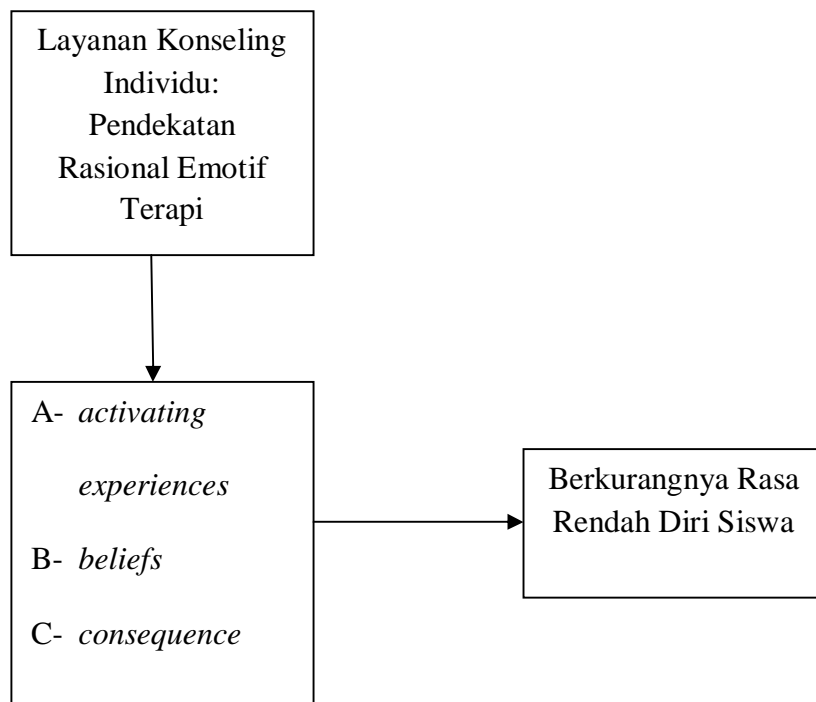 Layanan Konseling
Individu:
Pendekatan
Rasional Emotif
Terapi
A- activating
experiences
B- beliefs
C- consequence
Berkurangnya Rasa
Rendah Diri Siswa